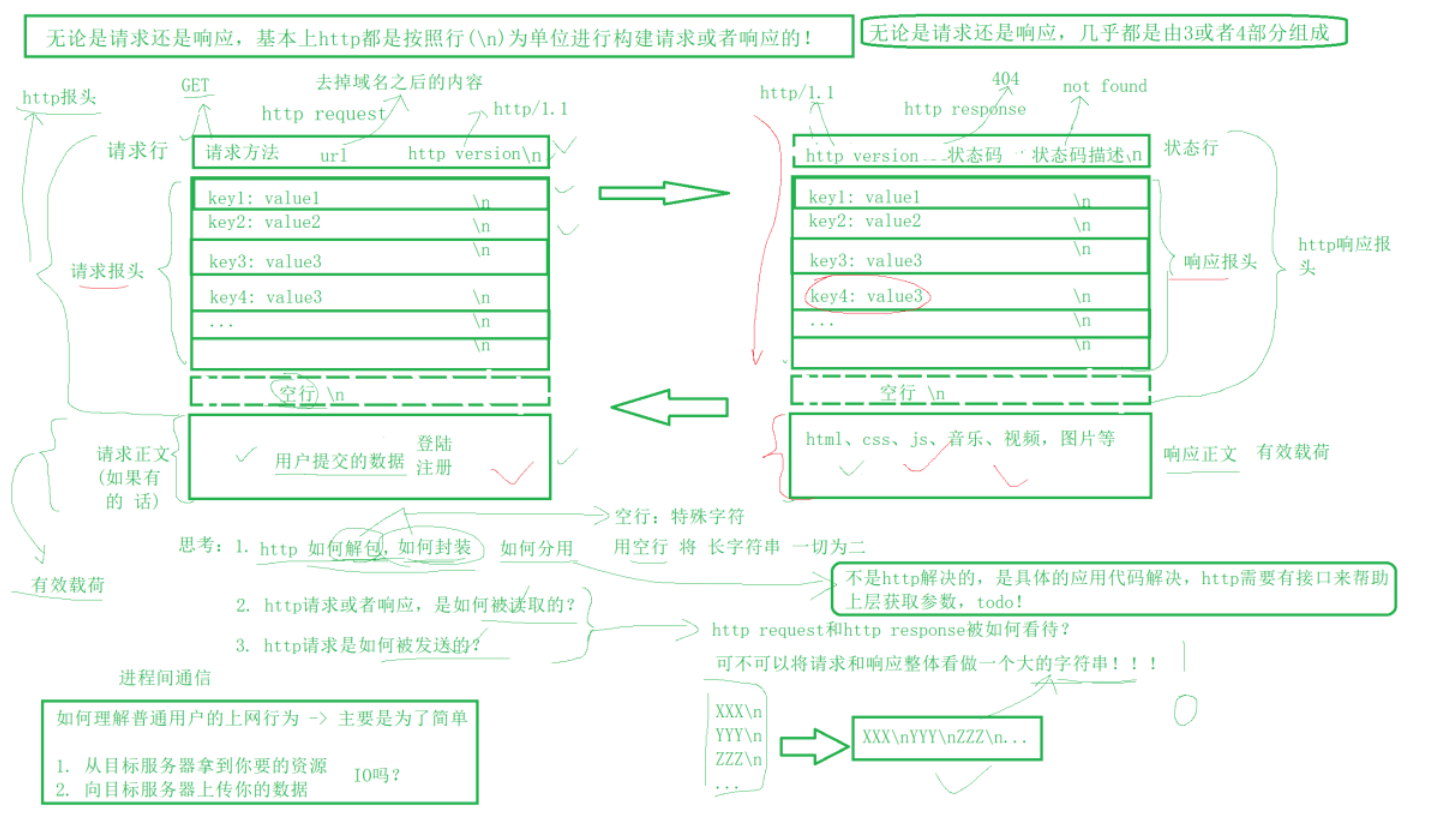 无论是请求还是响应，基本上http都是按照行(\n)为单位进行构建请求或者响应的！
无论是请求还是响应，几乎都是由3或者4部分组成
http报头
GET
去掉域名之后的内容
http request
http/1.1
请求行
请求方法 url http version\n
key1: value1 \n
key2: value2 \n
\n
key3: value3
key4: value3 \n
... \n
\n
请求报头
空行 \n
请求正文
(如果有
的 话)
用户提交的数据
登陆
注册
有效载荷
http/1.1
http response
404
not found
http version 状态码 状态码描述\n
状态行
key1: value1 \n
key2: value2 \n
\n
key3: value3
key4: value3 \n
... \n
\n
响应报头
http响应报
头
空行 \n
html、css、js、音乐、视频，图片等
响应正文 有效载荷
空行：特殊字符
思考：1. http 如何解包，如何封装 如何分用
用空行 将 长字符串 一切为二
不是http解决的，是具体的应用代码解决，http需要有接口来帮助
上层获取参数，todo！
2. http请求或者响应，是如何被读取的？
3. http请求是如何被发送的？
http request和http response被如何看待？
可不可以将请求和响应整体看做一个大的字符串！！！
XXX\n
YYY\n
ZZZ\n
...
XXX\nYYY\nZZZ\n...
进程间通信
如何理解普通用户的上网行为 -> 主要是为了简单
1. 从目标服务器拿到你要的资源
2. 向目标服务器上传你的数据
IO吗？